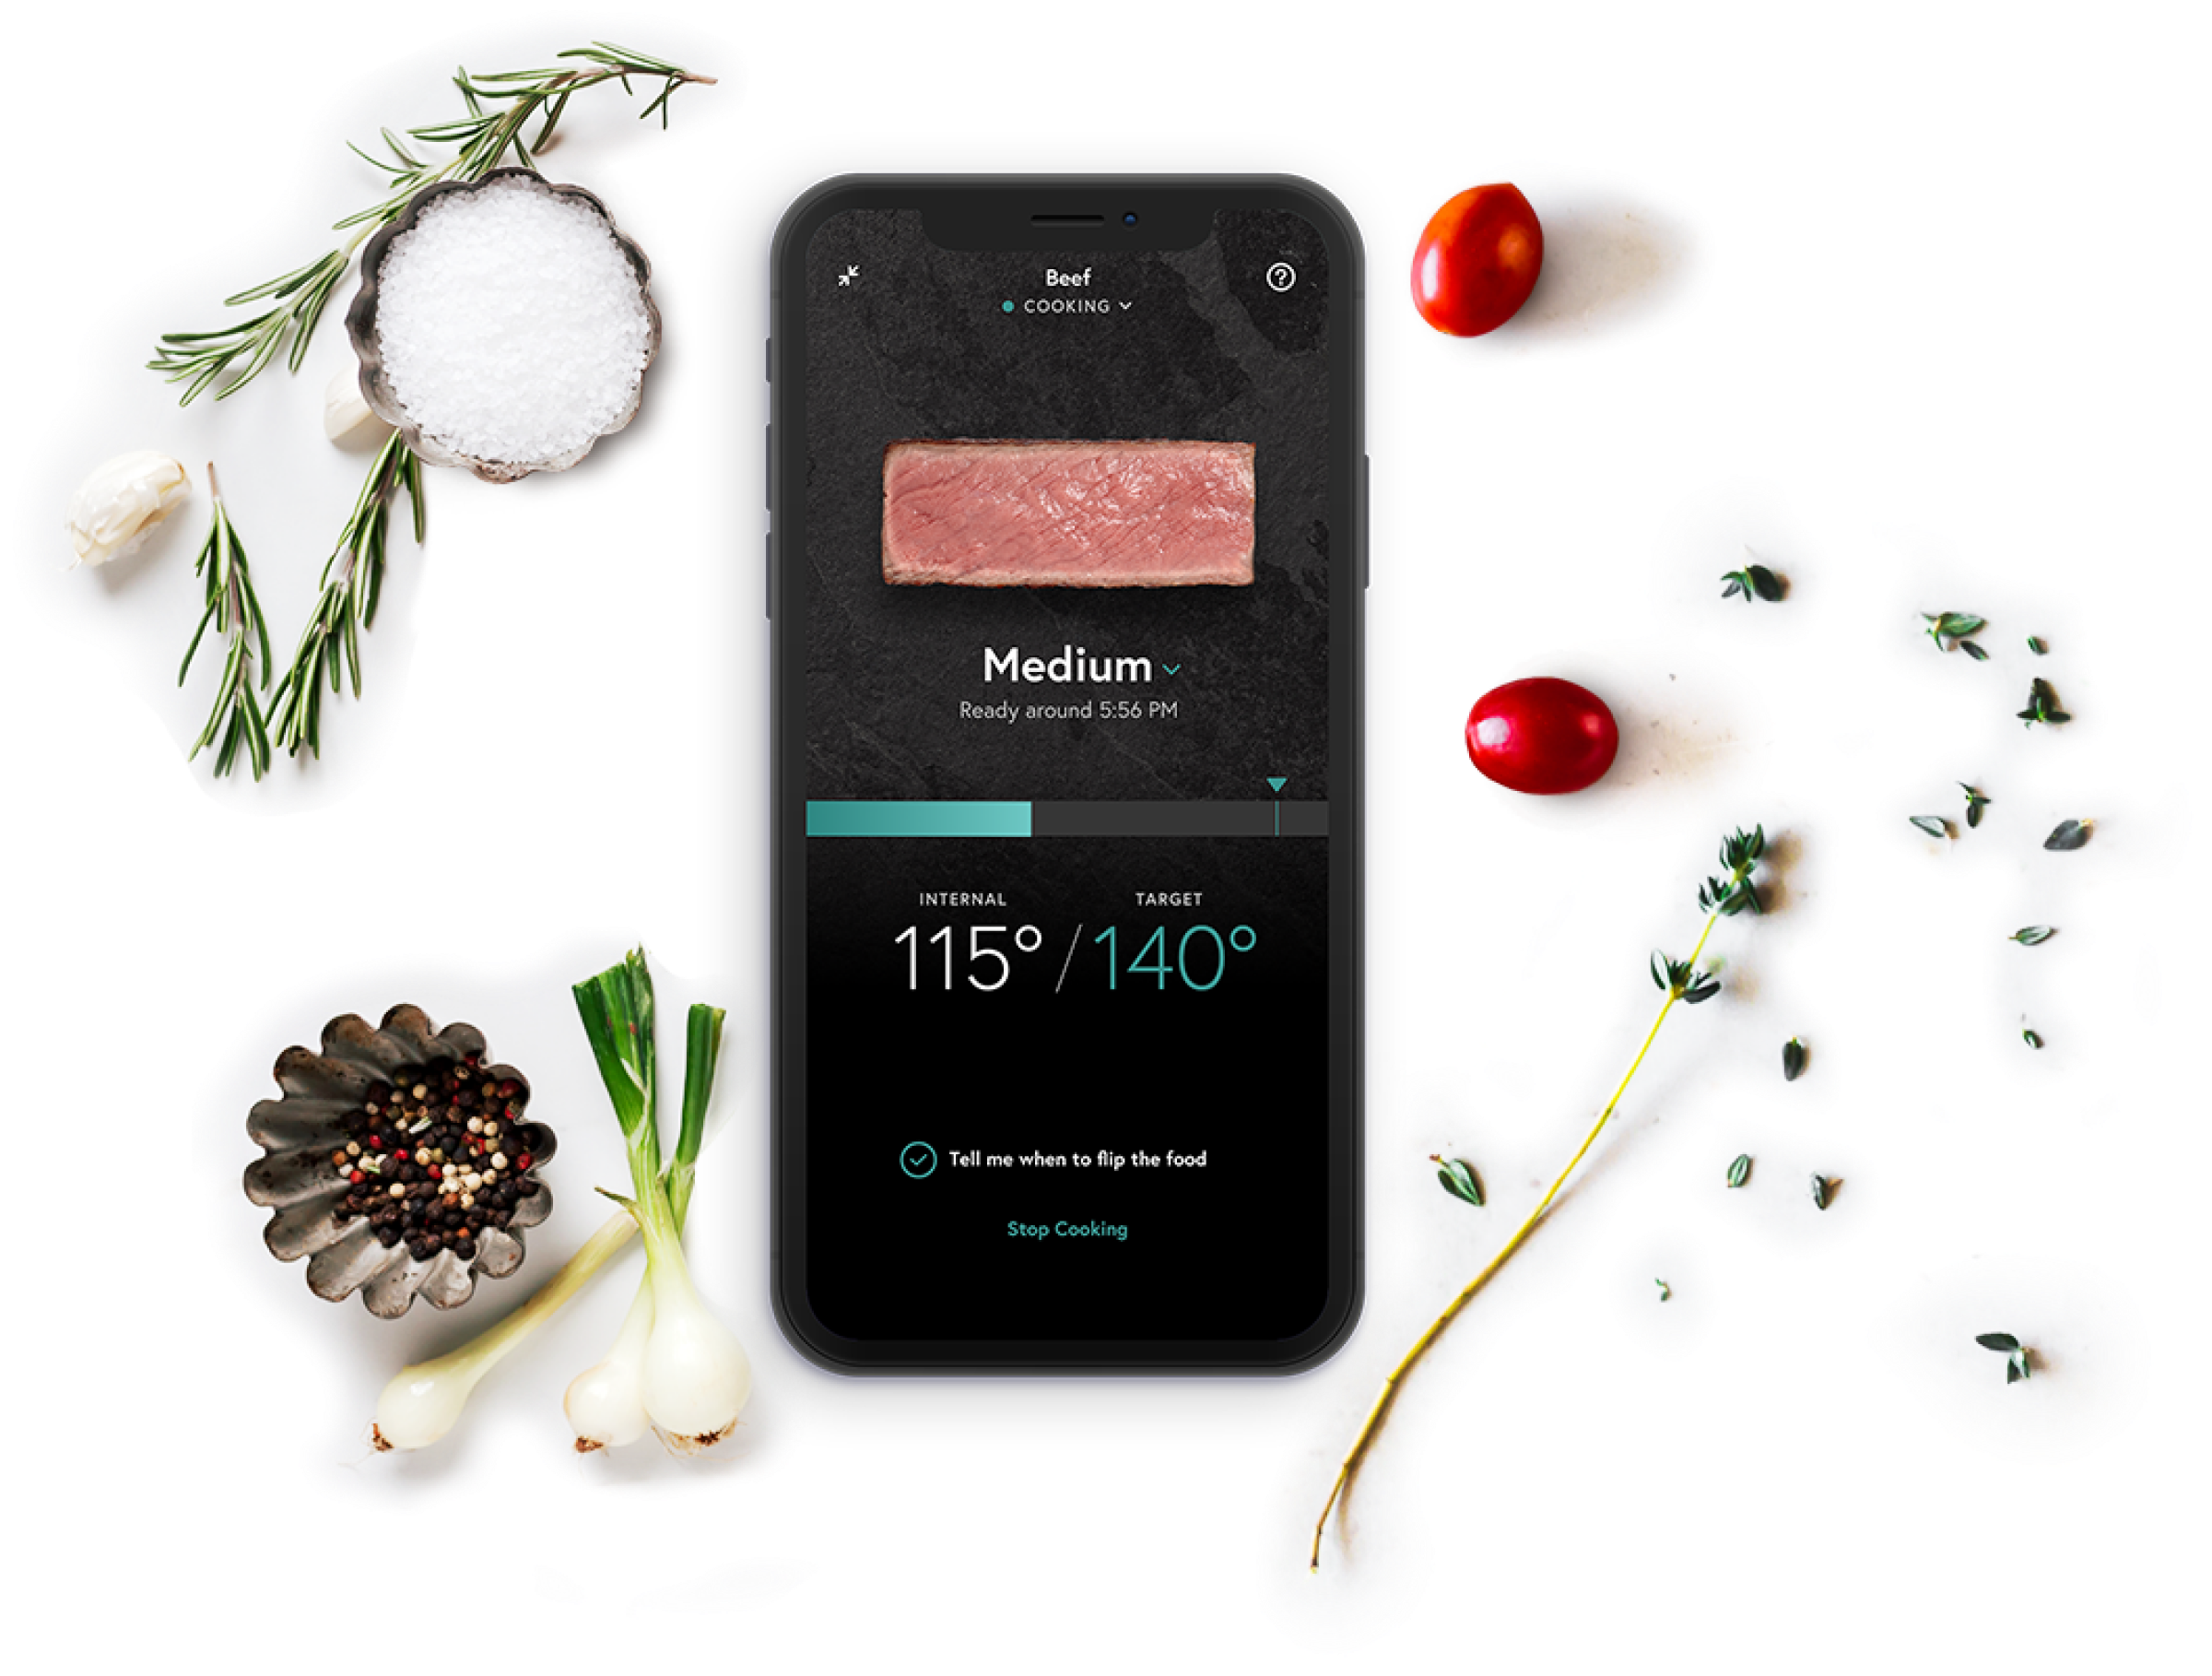 Beef
COOKING
Medium
Ready around 5:56 PM
INTERNAL TARGET
115° / 140°
Tell me when to flip the food
Stop Cooking